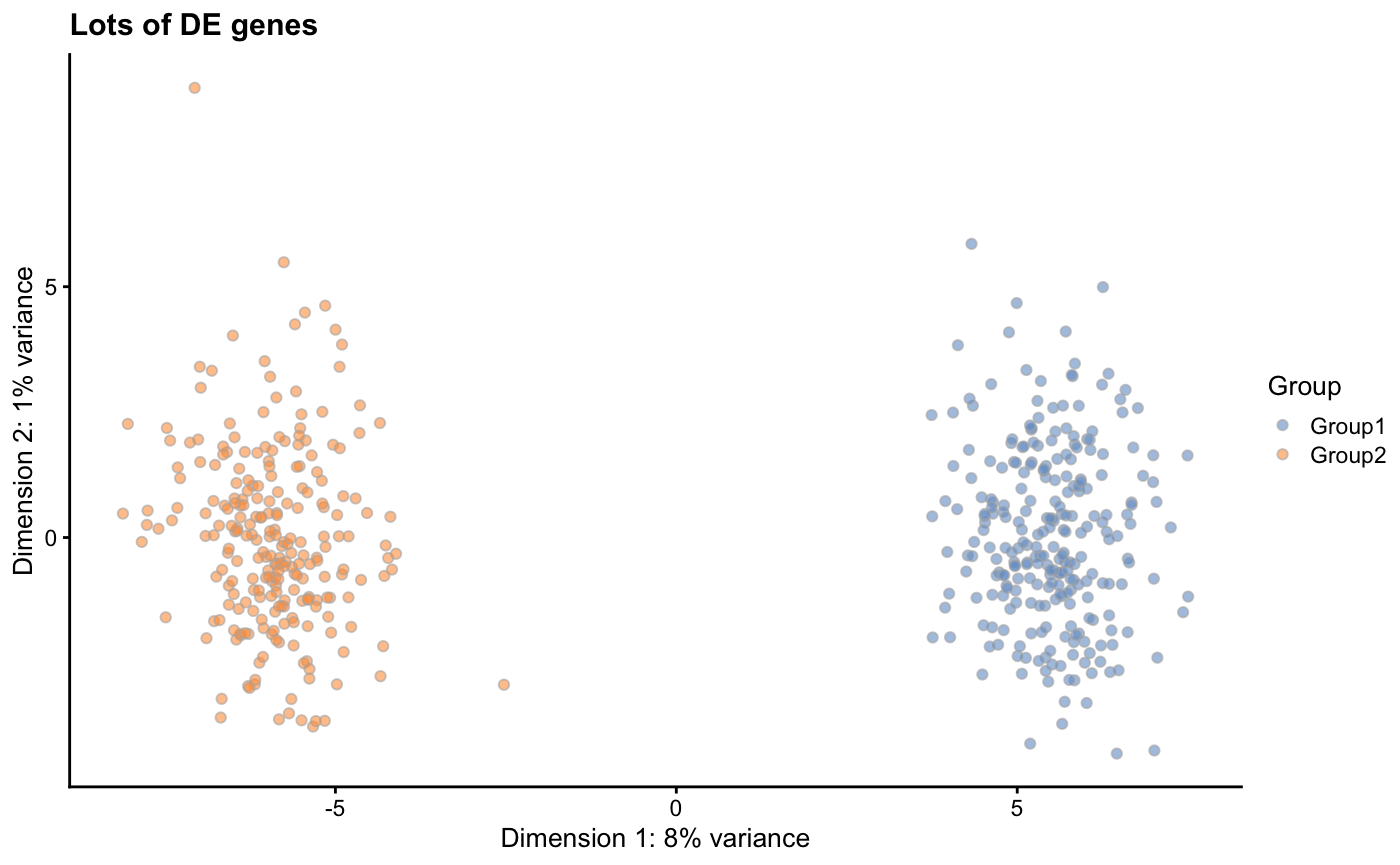 Lots of DE genes
Dimension 2: 1% variance
5
0
-5
0
5
Dimension 1: 8% variance
Group
Group1
Group2